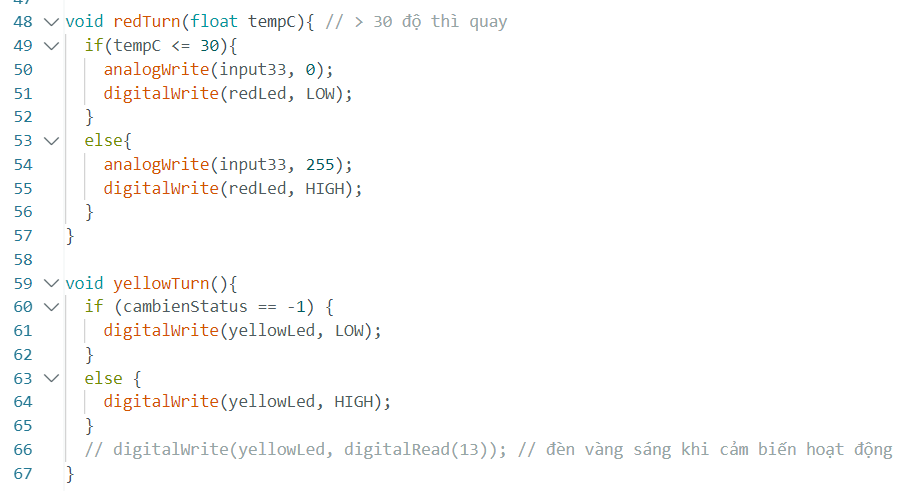 47
48 void redTurn(float tempC){ // > 30 độ thì quay
49 if(tempC <= 30){
50 analogWrite(input33, 0);
51 digitalWrite(redLed, LOW);
52 }
53 else{
54 analogWrite(input33, 255);
55 digitalWrite(redLed, HIGH);
56 }
57 }
58
59 void yellowTurn(){
60 if (cambienStatus == -1) {
61 digitalWrite(yellowLed, LOW);
62 }
63 else {
64 digitalWrite(yellowLed, HIGH);
65 }
66 // digitalWrite(yellowLed, digitalRead(13)); // đèn vàng sáng khi cảm biến hoạt động
67 }